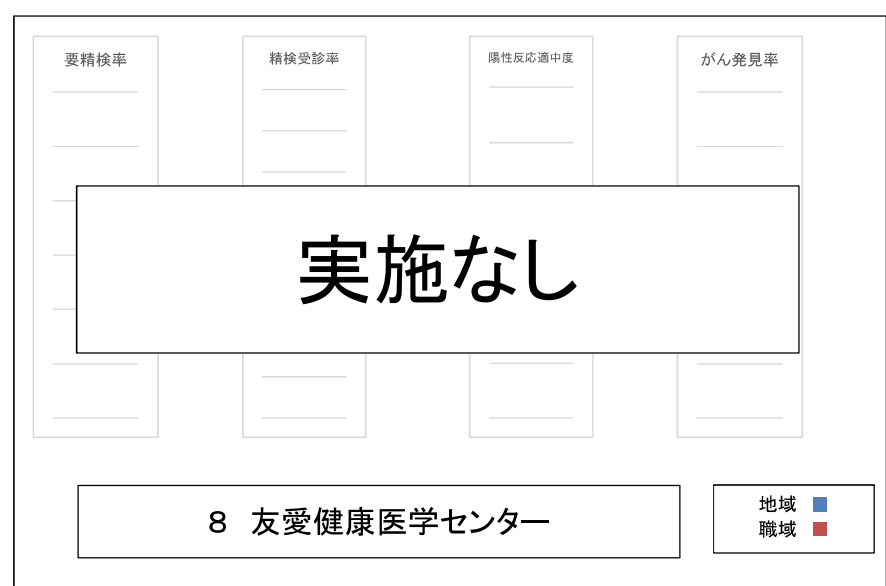 要精検率
精検受診率
陽性反応適中度
がん発見率
実施なし
８　友愛健康医学センター
地域
職域